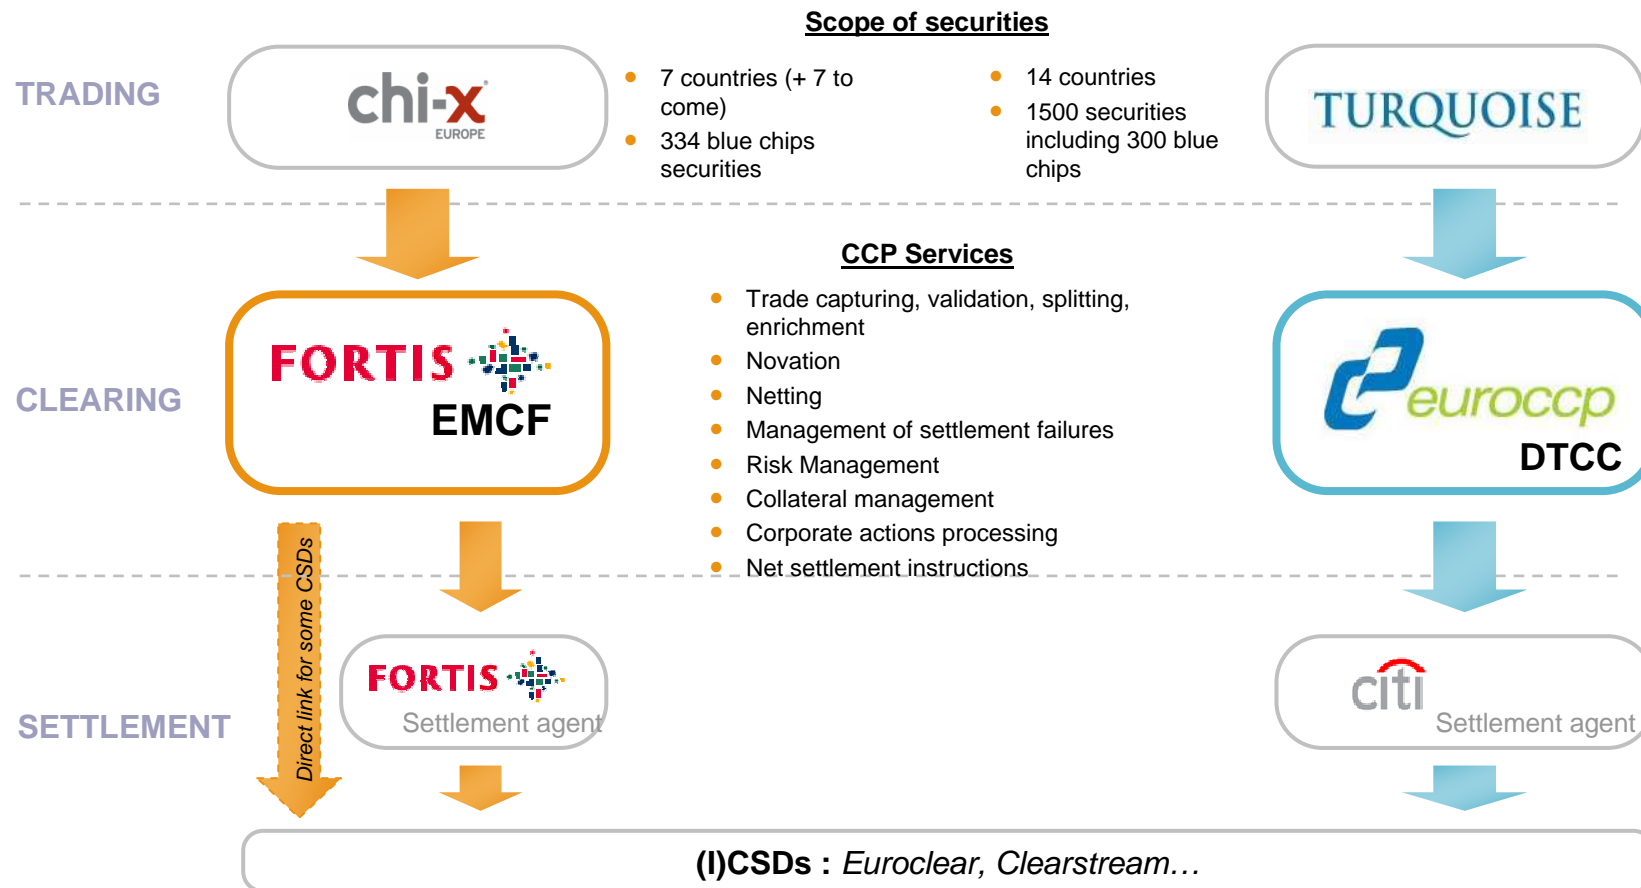 Scope of securities
TRADING
chi-x
EUROPE
7 countries (+ 7 to
come)
334 blue chips
securities
14 countries
1500 securities
including 300 blue
chips
TURQUOISE
CLEARING
FORTIS
EMCF
CCP Services
Trade capturing, validation, splitting,
enrichment
Novation
Netting
Management of settlement failures
Risk Management
Collateral management
Corporate actions processing
Net settlement instructions
euroccp
DTCC
SETTLEMENT
Direct link for some CSDs
FORTIS
Settlement agent
citi
Settlement agent
(I)CSDs : Euroclear, Clearstream…